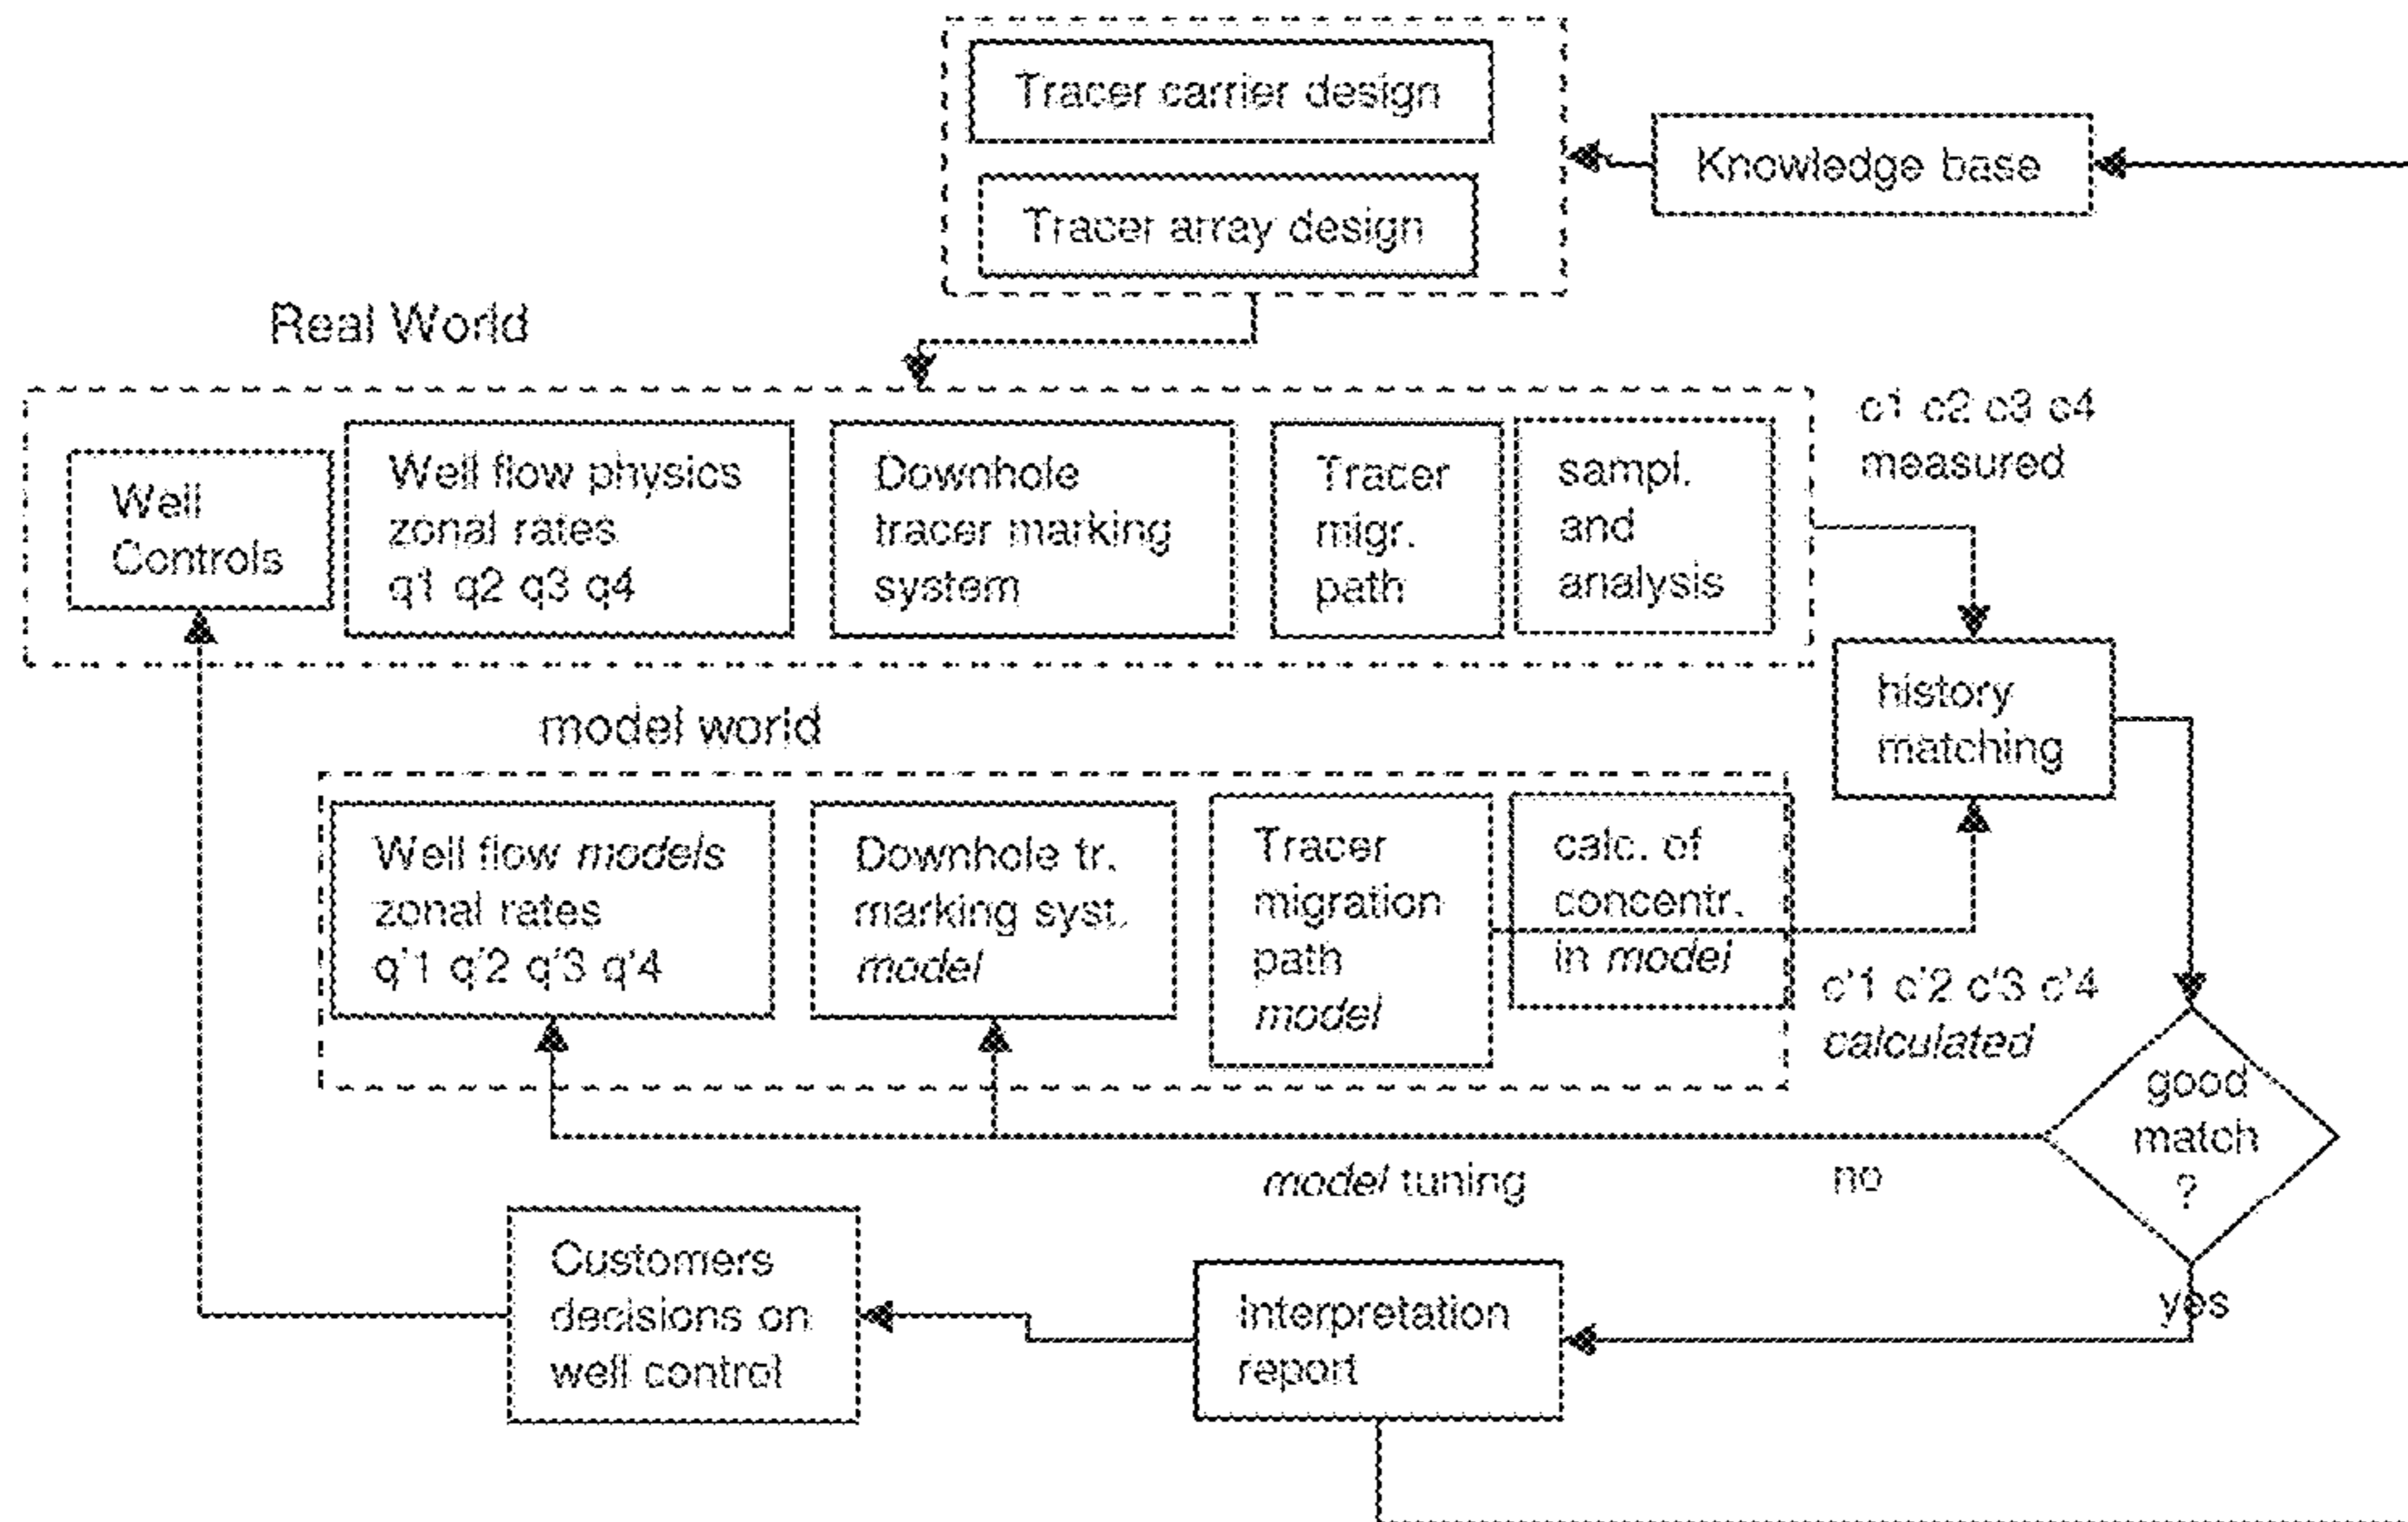 Tracer carrier design
Tracer array design
Knowledge base
Real World
Well
Controls
Well flow physics
zonal rates
q1 q2 q3 q4
Downhole
tracer marking
system
Tracer
migr.
path
sampl.
and
analysis
c1 c2 c3 c4
measured
history
matching
model world
Well flow models
zonal rates
q'1 q'2 q'3 q'4
Downhole tr.
marking syst.
model
Tracer
migration
path
model
calc. of
concentr.
in model
c'1 c'2 c'3 c'4
calculated
good
match
?
model tuning
no
yes
Customers
decisions on
well control
Interpretation
report